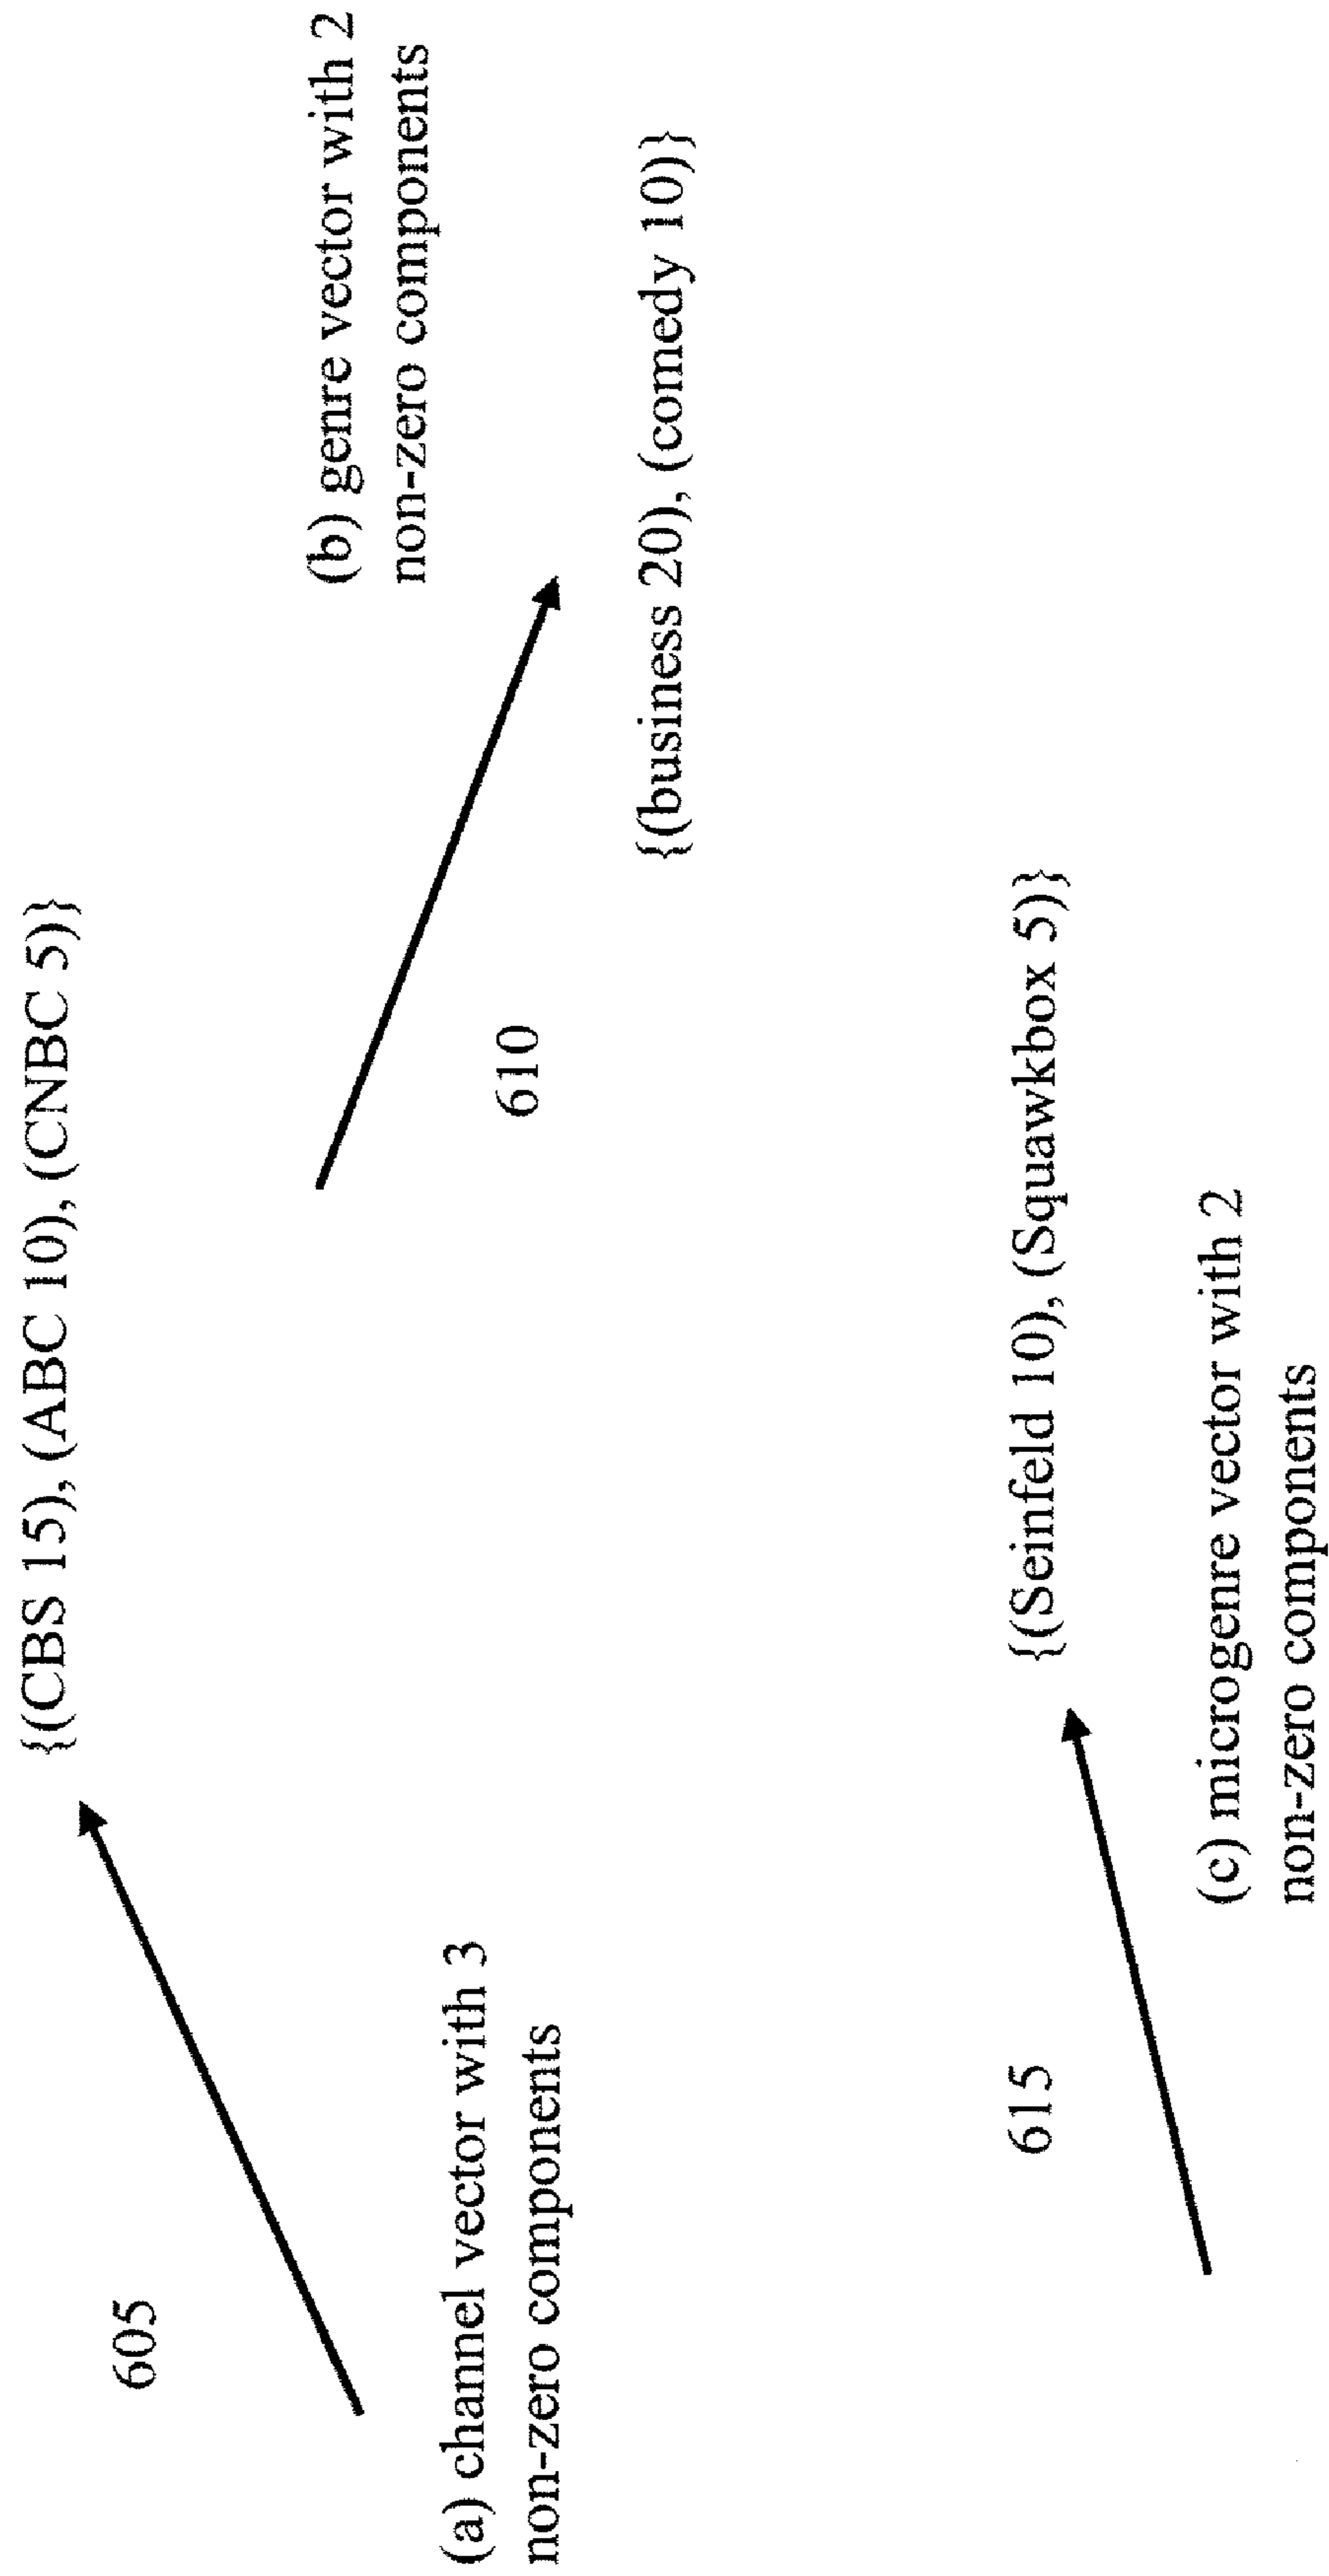 {(CBS 15), (ABC 10), (CNBC 5)}
605
(a) channel vector with 3
non-zero components
(b) genre vector with 2
non-zero components
610
{(business 20), (comedy 10)}
615
{(Seinfeld 10), (Squawkbox 5)}
(c) microgenre vector with 2
non-zero components